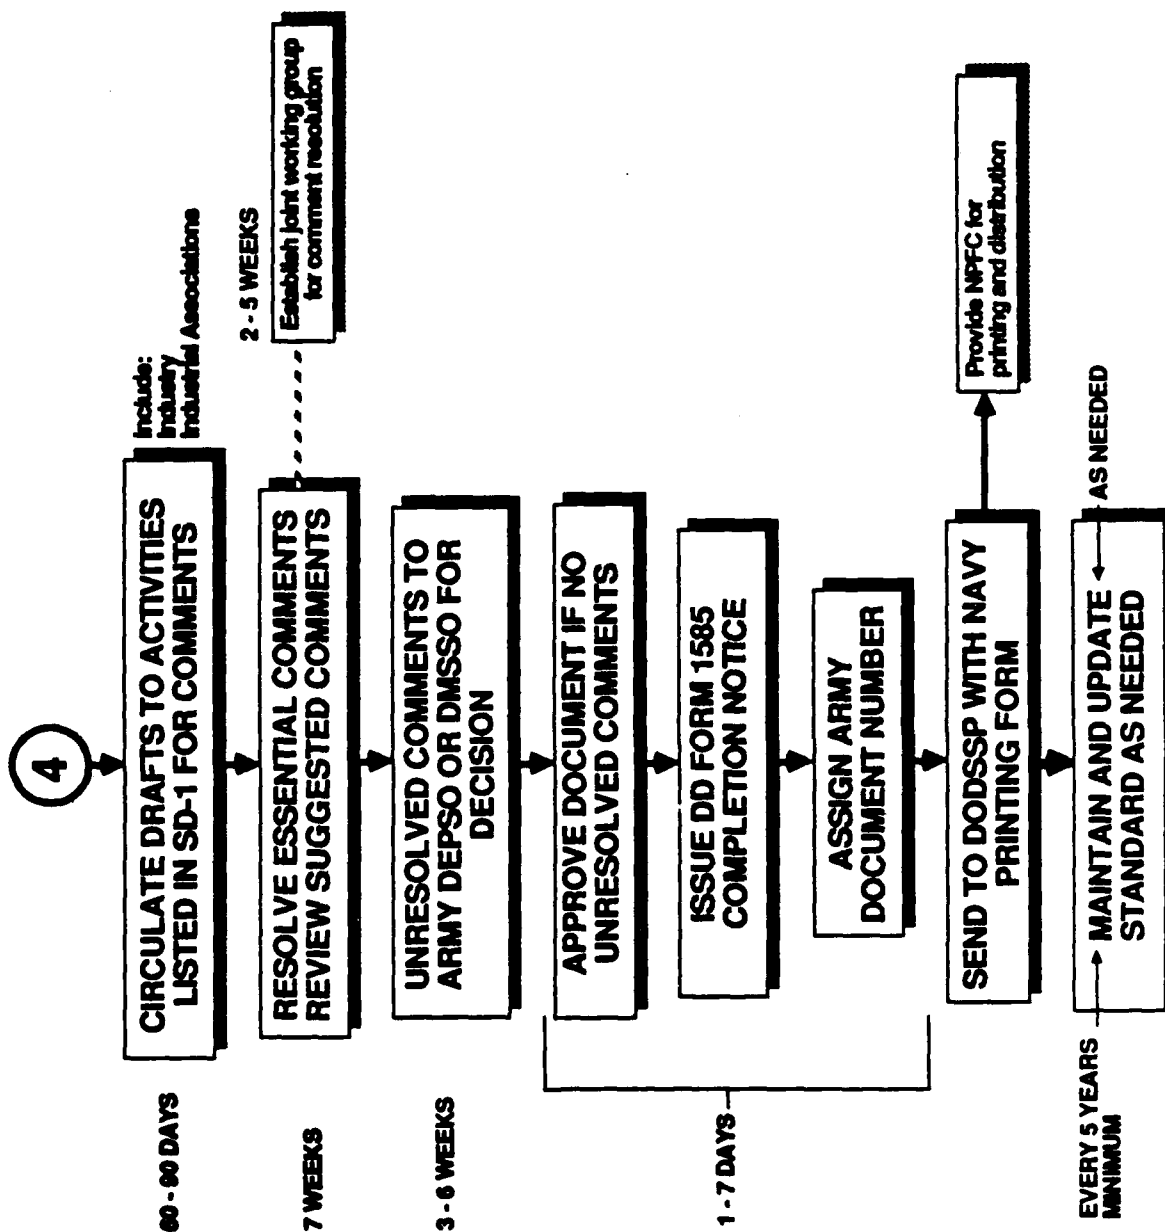 4
60 - 90 DAYS
CIRCULATE DRAFTS TO ACTIVITIES
LISTED IN SD-1 FOR COMMENTS
Include:
Industry
Industrial Associations
7 WEEKS
RESOLVE ESSENTIAL COMMENTS
REVIEW SUGGESTED COMMENTS
2 - 5 WEEKS
Establish joint working group
for comment resolution
3 - 6 WEEKS
UNRESOLVED COMMENTS TO
ARMY DEPSO OR DMSSO FOR
DECISION
1 - 7 DAYS
APPROVE DOCUMENT IF NO
UNRESOLVED COMMENTS
ISSUE DD FORM 1585
COMPLETION NOTICE
ASSIGN ARMY
DOCUMENT NUMBER
SEND TO DODSSP WITH NAVY
PRINTING FORM
Provide NPFC for
printing and distribution
EVERY 5 YEARS
MINIMUM
MAINTAIN AND UPDATE
STANDARD AS NEEDED
AS NEEDED